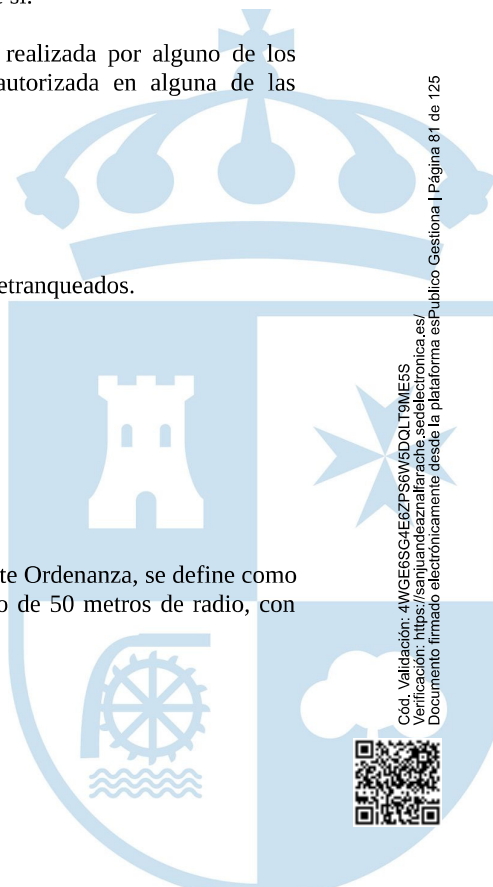 e sí.
realizada por alguno de los
autorizada en alguna de las
etranqueados.
te Ordenanza, se define como
o de 50 metros de radio, con
Cód. Validación: 4WGE6SG4E6ZPS6W5DQLT9ME5S
Verificación: https://sanjuandeaznalfarache.sedelectronica.es/
Documento firmado electrónicamente desde la plataforma esPublico Gestiona | Página 81 de 125